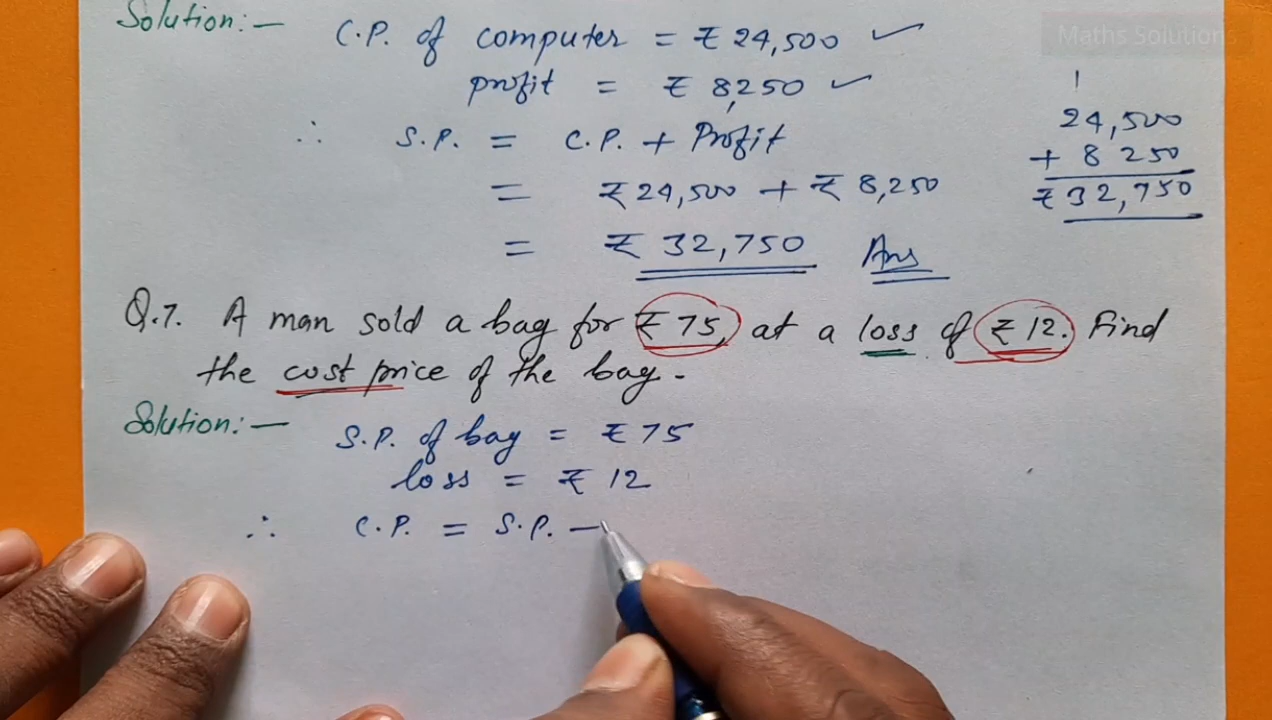 Maths Solutions
Solution:—
C.P. of computer = ₹ 24,500 ✓
profit = ₹ 8,250 ✓
∴ S.P. = C.P. + Profit
= ₹ 24,500 + ₹ 8,250
= ₹ 32,750 Ans
1
24,500
+ 8 250
₹ 32,750
Q.7. A man sold a bag for ₹ 75, at a loss of ₹ 12. Find
the cost price of the bag.
Solution:—
S.P. of bag = ₹ 75
loss = ₹ 12
∴ C.P. = S.P. —